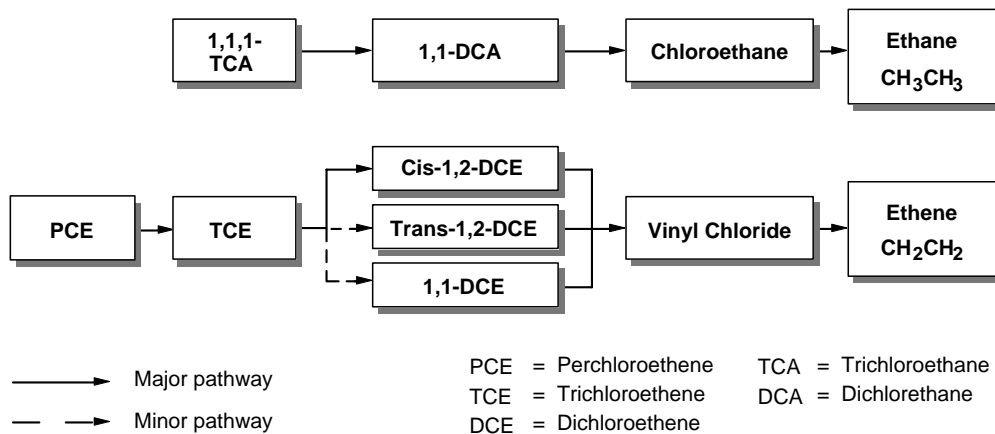 1,1,1-
TCA
1,1-DCA
Chloroethane
Ethane
CH3CH3
PCE
TCE
Cis-1,2-DCE
Trans-1,2-DCE
1,1-DCE
Vinyl Chloride
Ethene
CH2CH2
Major pathway
Minor pathway
PCE = Perchloroethene
TCE = Trichloroethene
DCE = Dichloroethene
TCA = Trichloroethane
DCA = Dichlorethane